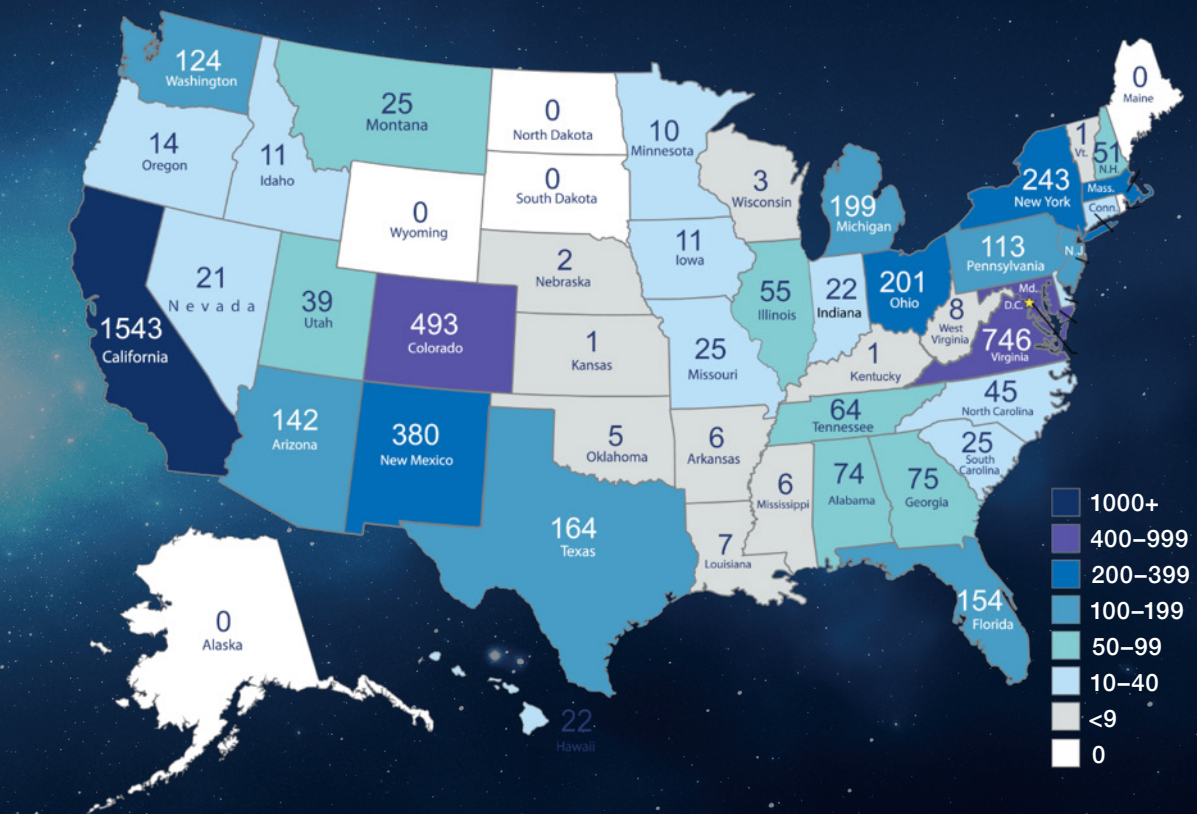 124
Washington
14
Oregon
11
Idaho
25
Montana
0
North Dakota
0
South Dakota
10
Minnesota
3
Wisconsin
199
Michigan
0
Maine
1
Vt.
51
N.H.
243
New York
Mass.
Conn.
0
Wyoming
1543
California
21
Nevada
39
Utah
493
Colorado
2
Nebraska
11
Iowa
55
Illinois
22
Indiana
201
Ohio
113
Pennsylvania
N.J.
Md.
D.C.
8
West
Virginia
746
Virginia
1
Kansas
25
Missouri
1
Kentucky
142
Arizona
380
New Mexico
5
Oklahoma
6
Arkansas
64
Tennessee
45
North Carolina
25
South
Carolina
164
Texas
7
Louisiana
6
Mississippi
74
Alabama
75
Georgia
154
Florida
0
Alaska
22
Hawaii
1000+
400–999
200–399
100–199
50–99
10–40
<9
0